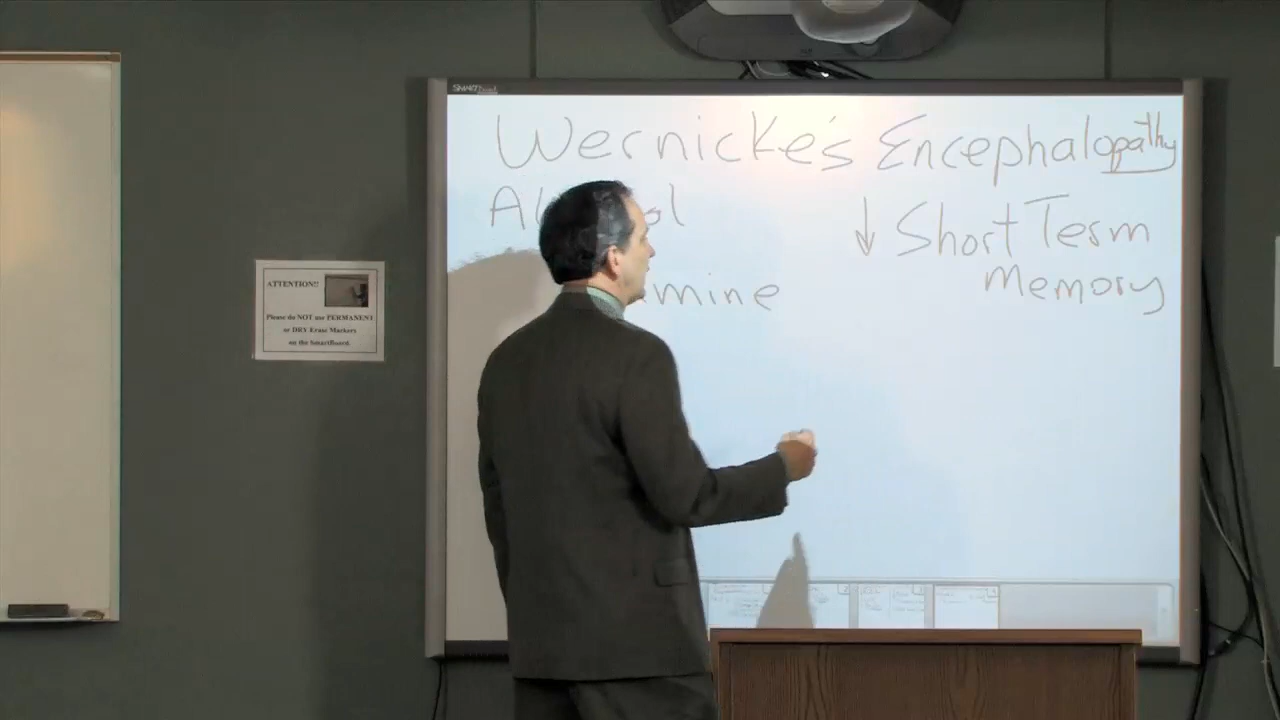 Wernicke's Encephalopathy
↓ Short Term
Memory
ATTENTION!!
Please do NOT use PERMANENT
or DRY Erase Markers
on the SmartBoard.